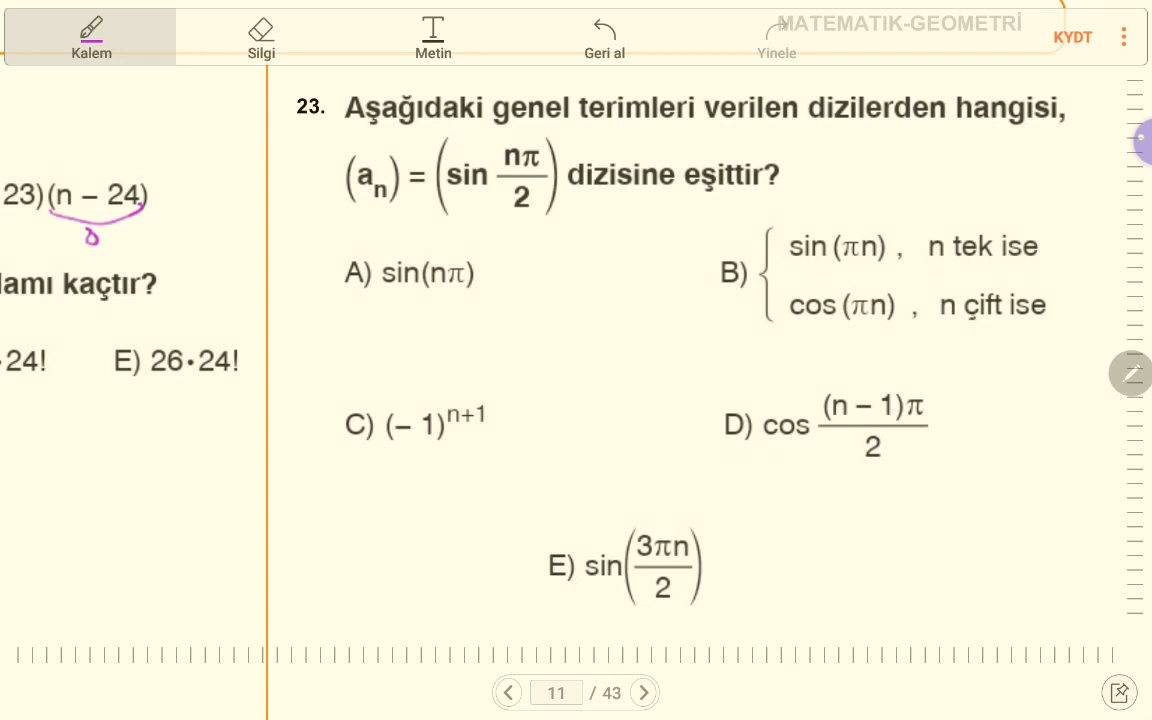 Kalem
Silgi
Metin
Geri al
Yinele
MATEMATIK-GEOMETRİ
KYDT
23)(n – 24)
8
lamı kaçtır?
24! E) 26·24!
23. Aşağıdaki genel terimleri verilen dizilerden hangisi,
(aₙ) = (sin nπ/2) dizisine eşittir?
A) sin(nπ)
B) { sin (πn) , n tek ise
cos (πn) , n çift ise
C) (– 1)ⁿ⁺¹
D) cos (n – 1)π/2
E) sin(3πn/2)
11 / 43